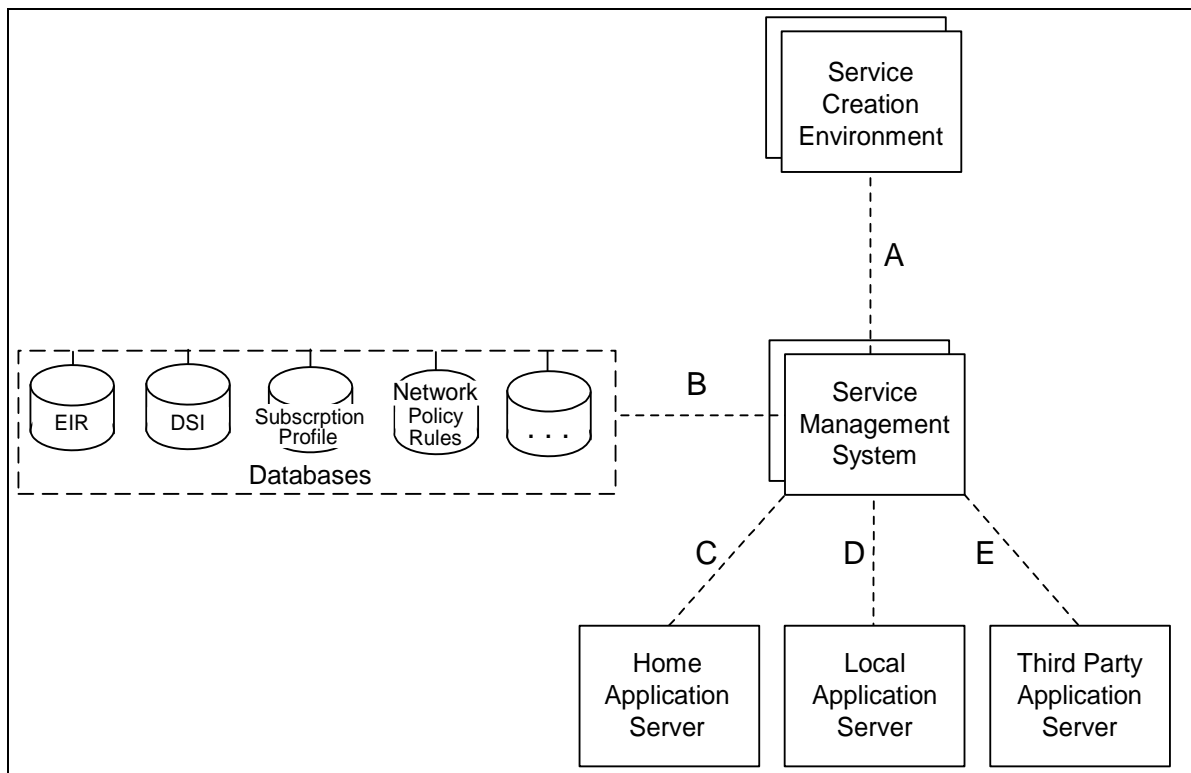 Service
Creation
Environment
A
EIR
DSI
Subscrption
Profile
Network
Policy
Rules
. . .
Databases
B
Service
Management
System
C
D
E
Home
Application
Server
Local
Application
Server
Third Party
Application
Server